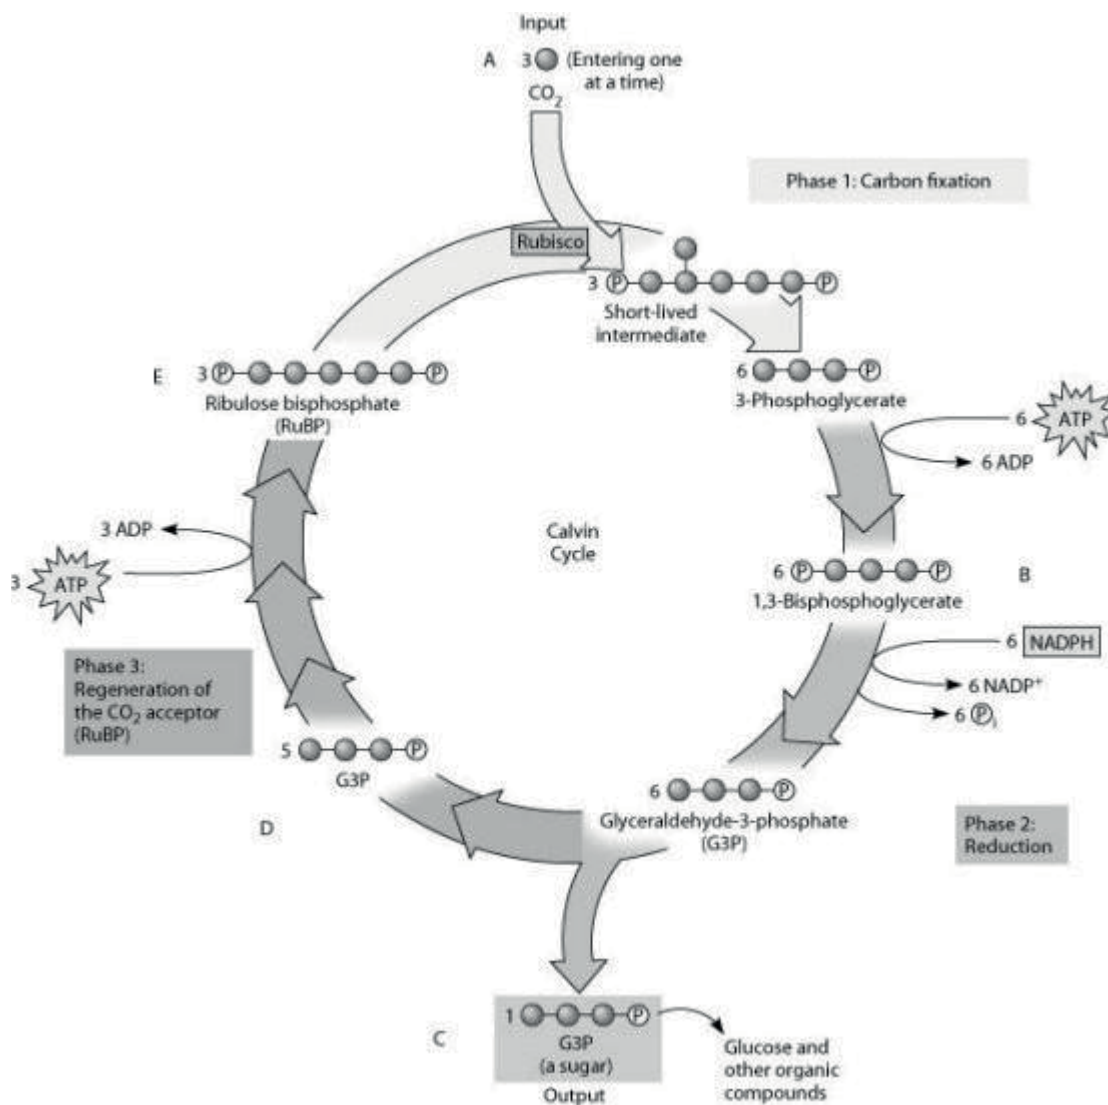 Input
A 3 (Entering one
at a time)
CO2
Phase 1: Carbon fixation
Rubisco
3 P P
Short-lived
intermediate
E 3 P P
Ribulose bisphosphate
(RuBP)
6 P
3-Phosphoglycerate
6 ATP
6 ADP
3 ADP
3 ATP
Calvin
Cycle
6 P P
B
1,3-Bisphosphoglycerate
6 NADPH
6 NADP+
6 Pi
Phase 3:
Regeneration of
the CO2 acceptor
(RuBP)
5 P
G3P
D
6 P
Glyceraldehyde-3-phosphate
(G3P)
Phase 2:
Reduction
C
1 P
G3P
(a sugar)
Output
Glucose and
other organic
compounds